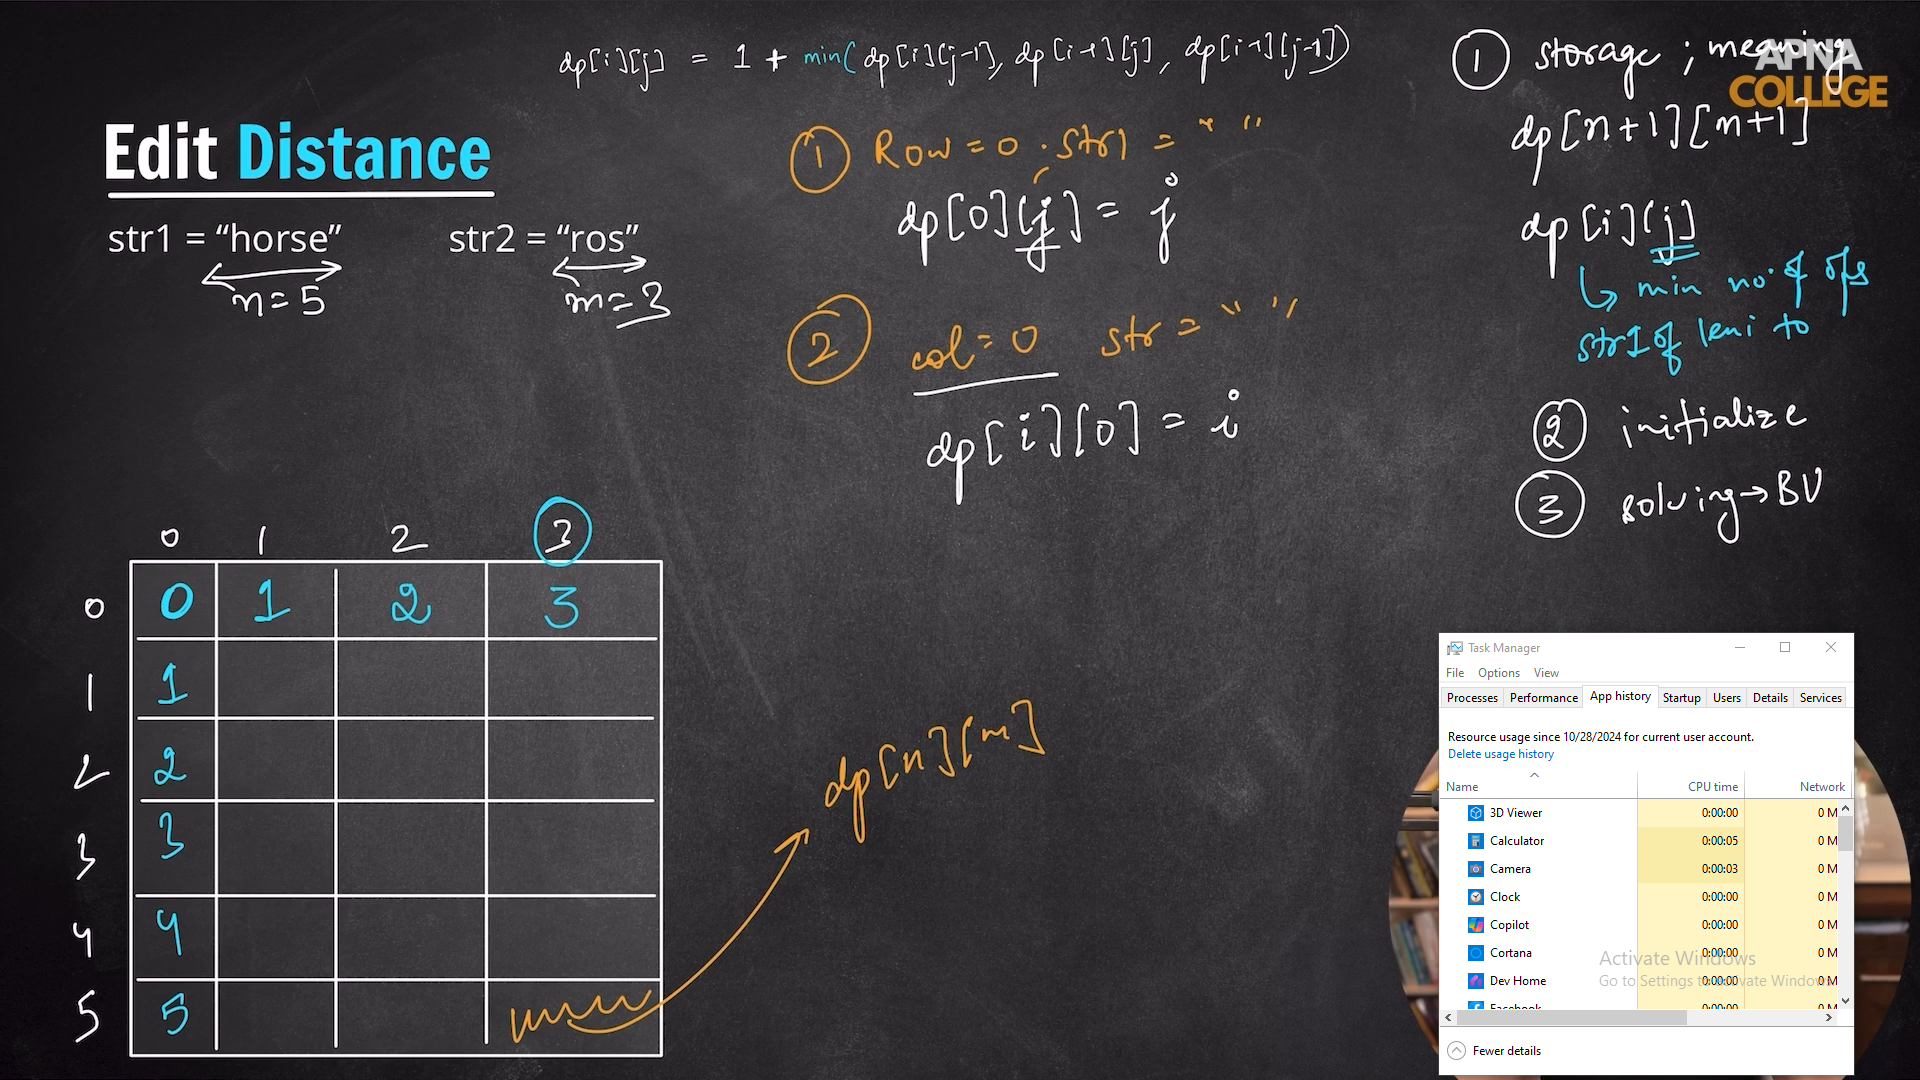 dp[i][j] = 1 + min(dp[i][j-1], dp[i-1][j], dp[i-1][j-1])
Edit Distance
str1 = “horse”
str2 = “ros”
n = 5
m = 3
① Row = 0 . str1 = " "
dp[0][j] = j
② col = 0 str = " "
dp[i][0] = i
① storage ; meaning
APNA
COLLEGE
dp[n+1][m+1]
dp[i][j]
↳ min no. of ops
str1 of len i to
② initialize
③ solving → BU
0 1 2 3
0 0 1 2 3
1 1
2 2
3 3
4 4
5 5
dp[n][m]
Task Manager
File Options View
Processes Performance App history Startup Users Details Services
Resource usage since 10/28/2024 for current user account.
Delete usage history
Name CPU time Network
3D Viewer 0:00:00 0 M
Calculator 0:00:05 0 M
Camera 0:00:03 0 M
Clock 0:00:00 0 M
Copilot 0:00:00 0 M
Cortana 0:00:00 0 M
Dev Home 0:00:00 0 M
Facebook 0:00:00 0 M
Activate Windows
Go to Settings to activate Windows.
Fewer details